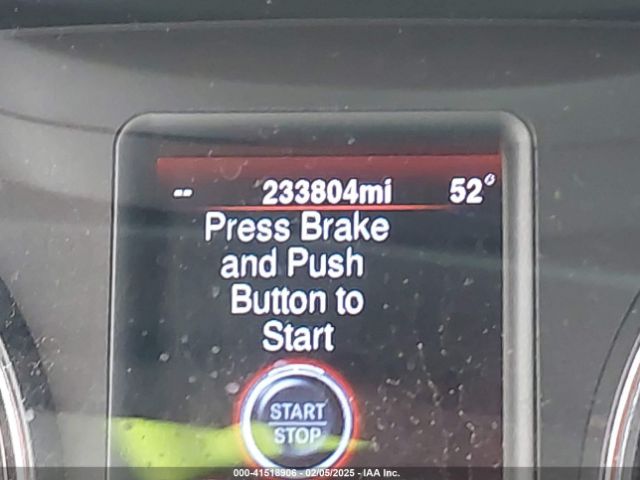 -- 233804mi 52°
Press Brake
and Push
Button to
Start
START
STOP
000-41518906 - 02/05/2025 - IAA Inc.